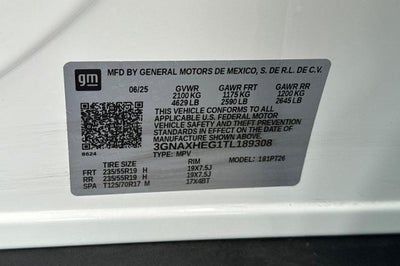 gm
MFD BY GENERAL MOTORS DE MEXICO, S. DE R.L. DE C.V.
06/25 GVWR GAWR FRT GAWR RR
2100 KG 1175 KG 1200 KG
4629 LB 2590 LB 2645 LB
THIS VEHICLE CONFORMS TO ALL
APPLICABLE U.S. FEDERAL MOTOR
VEHICLE SAFETY AND THEFT
PREVENTION STANDARDS IN EFFECT ON
THE DATE OF MANUFACTURE SHOWN ABOVE.
3GNAXHEG1TL189308
8624 TYPE: MPV MODEL: 1S1PT26
TIRE SIZE RIM
FRT 235/55R19 H 19X7.5J
RR 235/55R19 H 19X7.5J
SPA T125/70R17 M 17X4BT